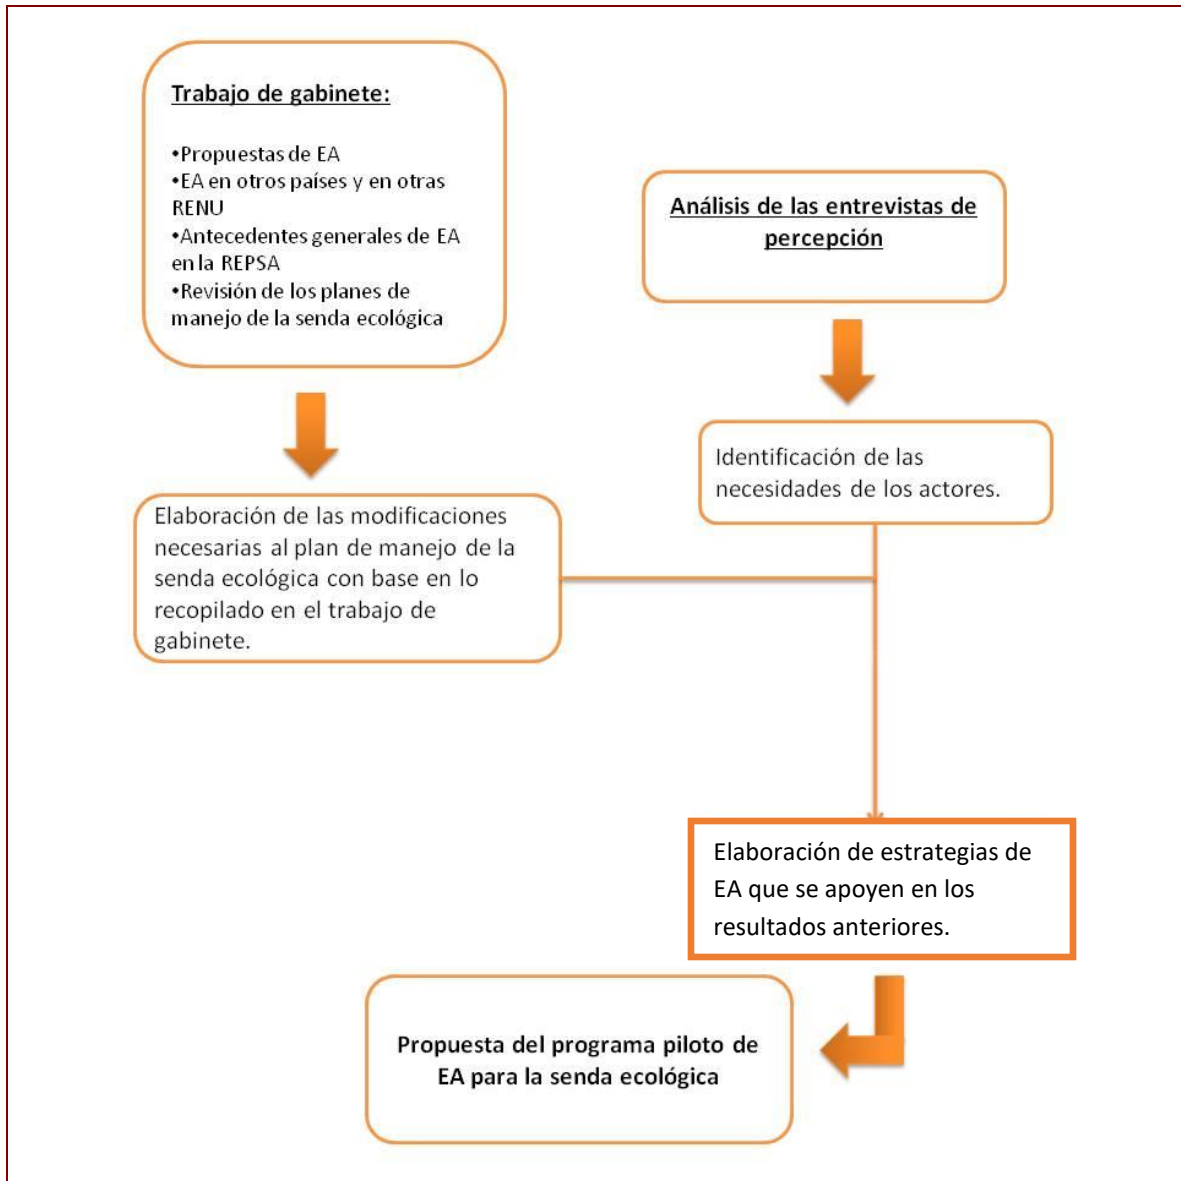 Trabajo de gabinete:
•Propuestas de EA
•EA en otros países y en otras
RENU
•Antecedentes generales de EA
en la REPSA
•Revisión de los planes de
manejo de la senda ecológica
Análisis de las entrevistas de
percepción
Identificación de las
necesidades de los actores.
Elaboración de las modificaciones
necesarias al plan de manejo de la
senda ecológica con base en lo
recopilado en el trabajo de
gabinete.
Elaboración de estrategias de
EA que se apoyen en los
resultados anteriores.
Propuesta del programa piloto de
EA para la senda ecológica